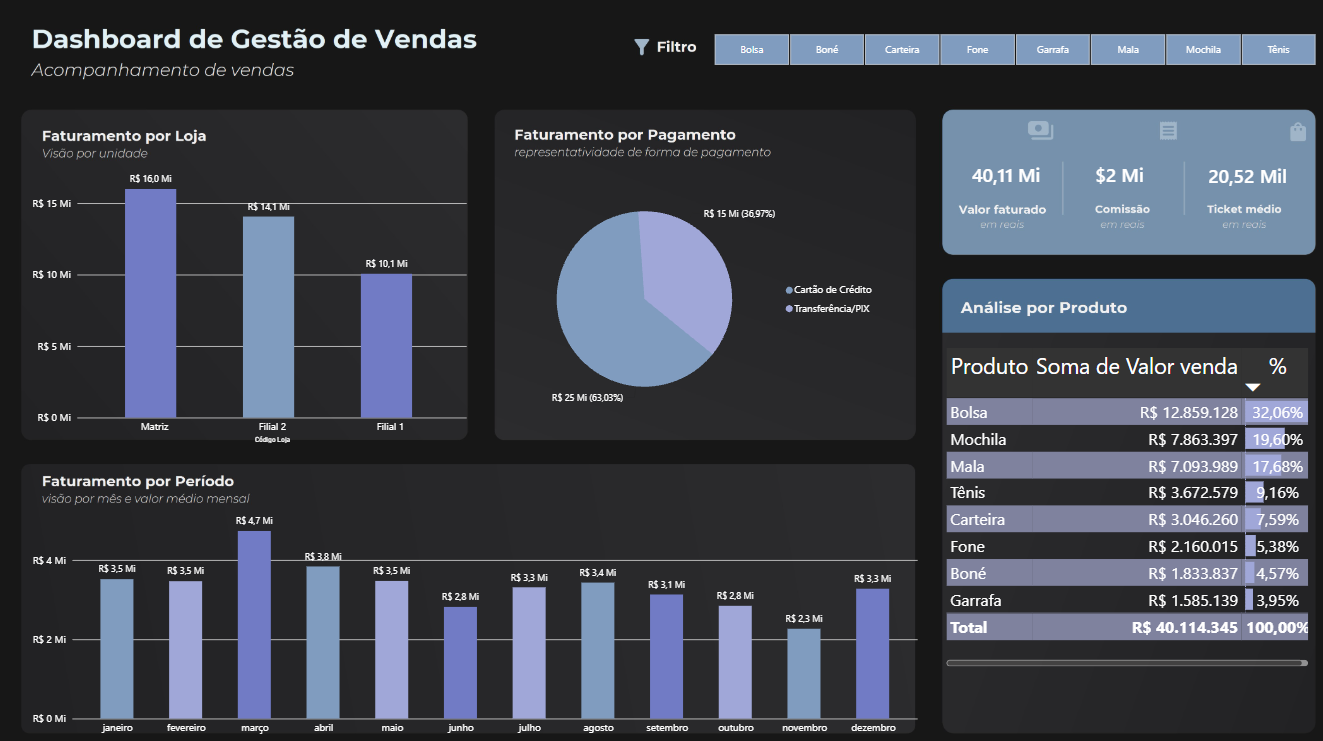 Dashboard de Gestão de Vendas
Acompanhamento de vendas
Filtro
Bolsa Boné Carteira Fone Garrafa Mala Mochila Tênis
Faturamento por Loja
Visão por unidade
R$ 16,0 Mi
R$ 15 Mi
R$ 14,1 Mi
R$ 10,1 Mi
R$ 10 Mi
R$ 5 Mi
R$ 0 Mi
Matriz Filial 2 Filial 1
Código Loja
Faturamento por Pagamento
representatividade de forma de pagamento
R$ 15 Mi (36,97%)
Cartão de Crédito
Transferência/PIX
R$ 25 Mi (63,03%)
40,11 Mi
Valor faturado
em reais
$2 Mi
Comissão
em reais
20,52 Mil
Ticket médio
em reais
Análise por Produto
Produto Soma de Valor venda %
Bolsa R$ 12.859.128 32,06%
Mochila R$ 7.863.397 19,60%
Mala R$ 7.093.989 17,68%
Tênis R$ 3.672.579 9,16%
Carteira R$ 3.046.260 7,59%
Fone R$ 2.160.015 5,38%
Boné R$ 1.833.837 4,57%
Garrafa R$ 1.585.139 3,95%
Total R$ 40.114.345 100,00%
Faturamento por Período
visão por mês e valor médio mensal
R$ 4 Mi
R$ 2 Mi
R$ 0 Mi
R$ 3,5 Mi R$ 3,5 Mi R$ 4,7 Mi R$ 3,8 Mi R$ 3,5 Mi R$ 2,8 Mi R$ 3,3 Mi R$ 3,4 Mi R$ 3,1 Mi R$ 2,8 Mi R$ 2,3 Mi R$ 3,3 Mi
janeiro fevereiro março abril maio junho julho agosto setembro outubro novembro dezembro